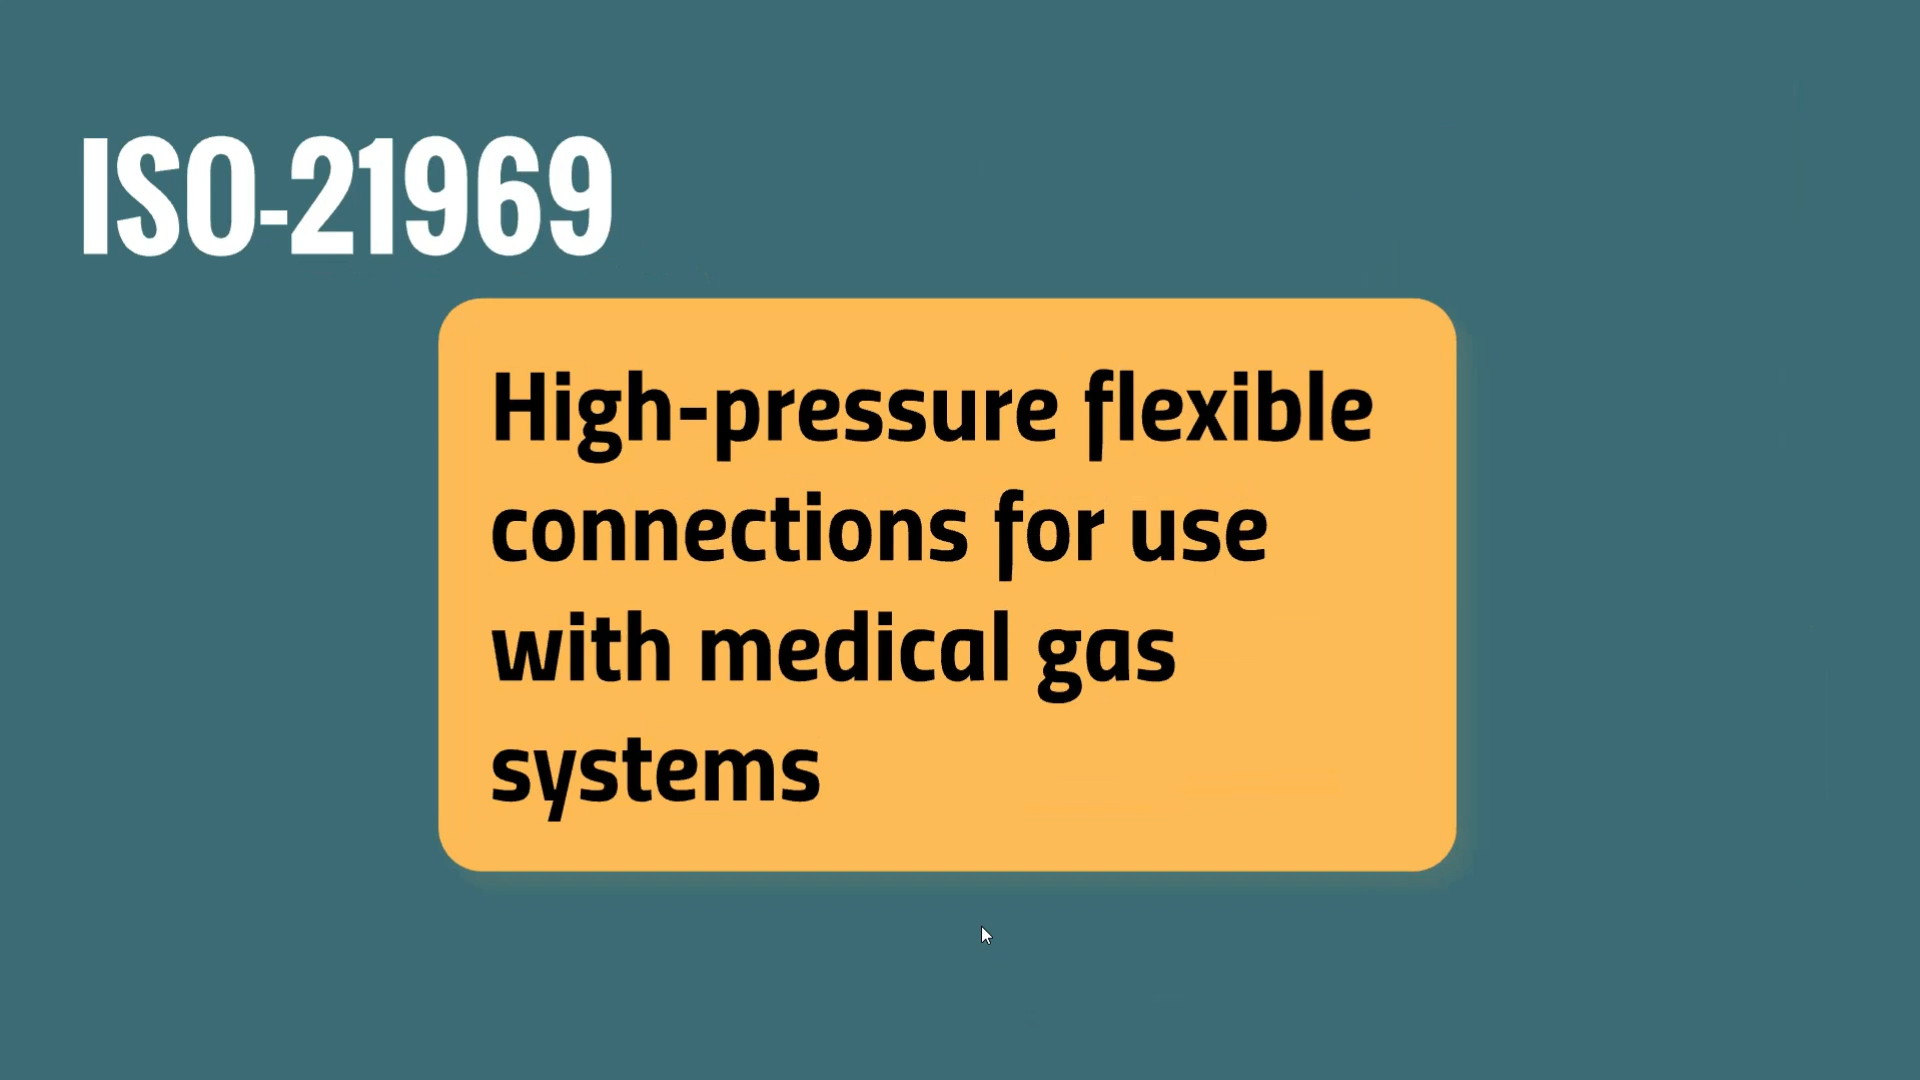 ISO-21969
High-pressure flexible
connections for use
with medical gas
systems